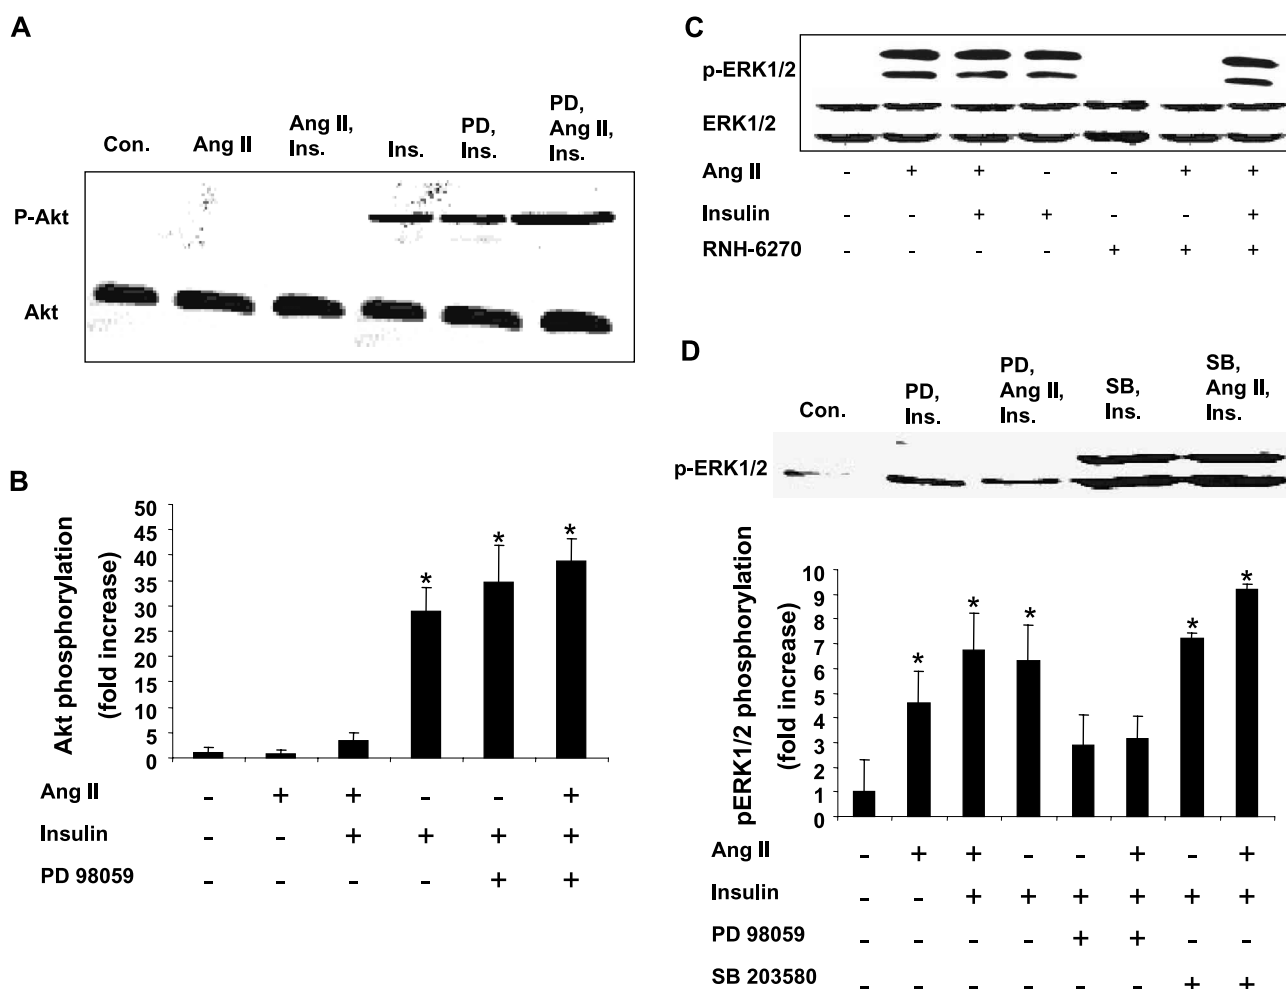 A
Con.
Ang II
Ang II,
Ins.
Ins.
PD,
Ins.
PD,
Ang II,
Ins.
P-Akt
Akt
B
Akt phosphorylation
(fold increase)
50
45
40
35
30
25
20
15
10
5
0
* * *
Ang II - + + - - +
Insulin - - + + + +
PD 98059 - - - - + +
C
p-ERK1/2
ERK1/2
Ang II - + + - - + +
Insulin - - + + - - +
RNH-6270 - - - - + + +
D
Con.
PD,
Ins.
PD,
Ang II,
Ins.
SB,
Ins.
SB,
Ang II,
Ins.
p-ERK1/2
pERK1/2 phosphorylation
(fold increase)
10
9
8
7
6
5
4
3
2
1
0
* * * * *
Ang II - + + - - + - +
Insulin - - + + + + + +
PD 98059 - - - - + + - -
SB 203580 - - - - - - + +